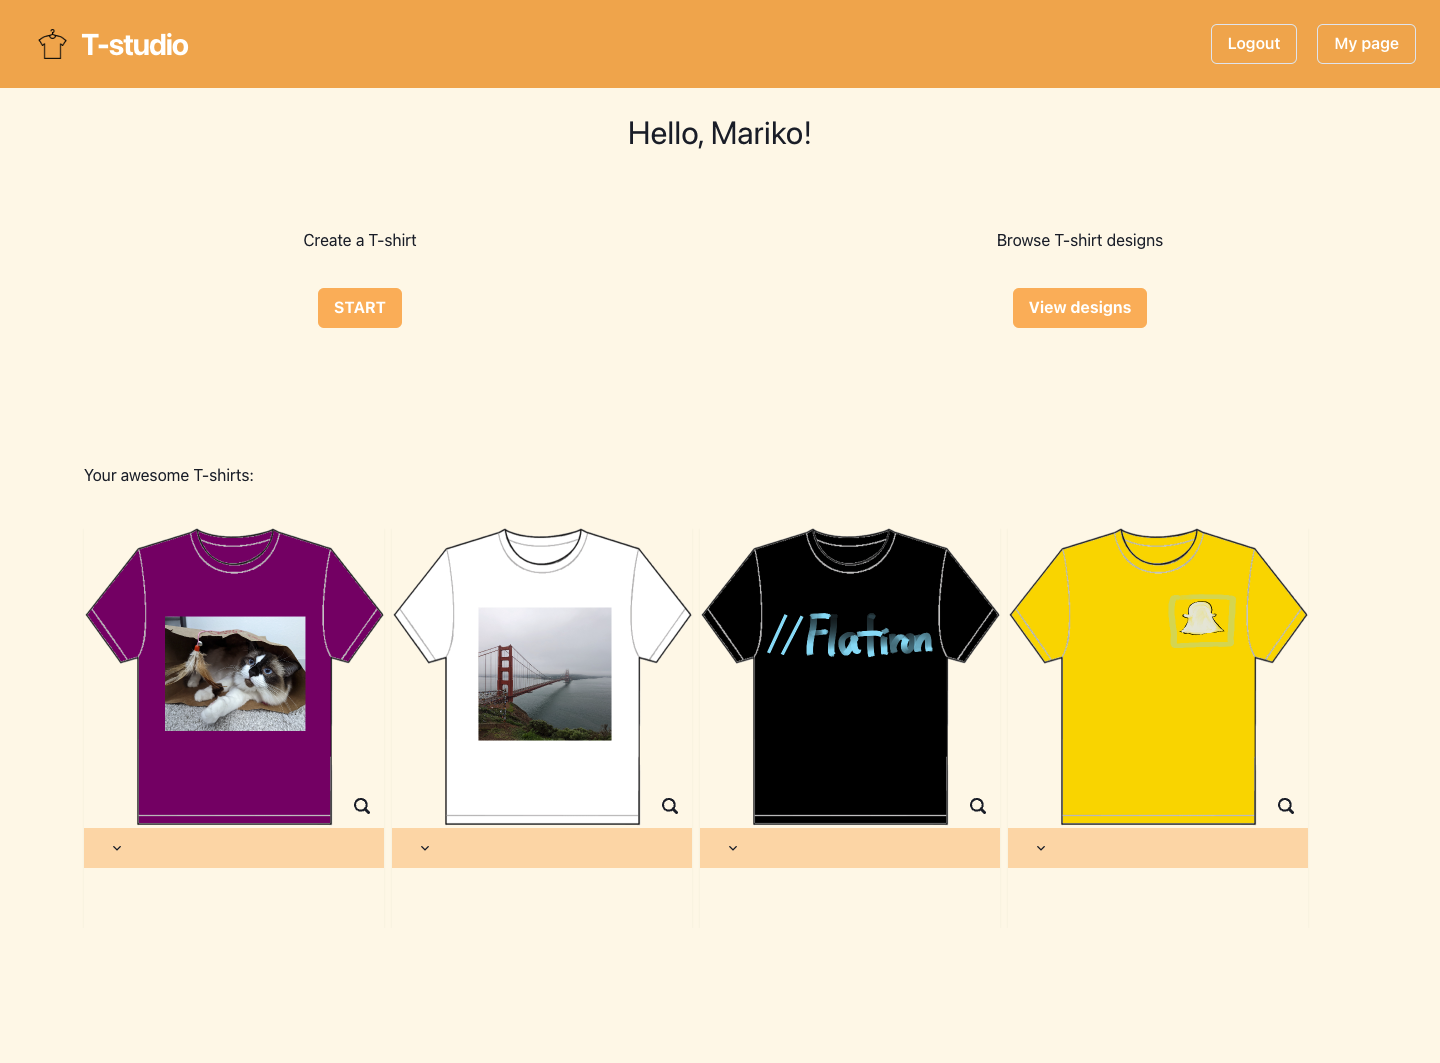 T-studio
Logout
My page
Hello, Mariko!
Create a T-shirt
Browse T-shirt designs
START
View designs
Your awesome T-shirts:
//Flatiron